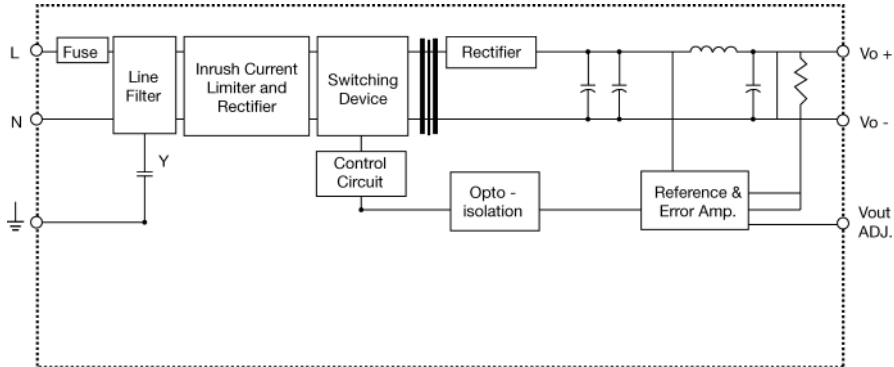 L
Fuse
Line
Filter
Inrush Current
Limiter and
Rectifier
Switching
Device
Rectifier
Vo +
N
Vo -
Y
Control
Circuit
Opto -
isolation
Reference &
Error Amp.
Vout
ADJ.